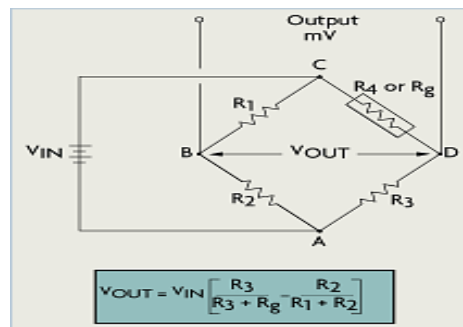 Output
mV
C
R4 or Rg
R1
VIN
B
VOUT
D
R2
R3
A
VOUT = VIN [ R3 / R3 + Rg - R2 / R1 + R2 ]